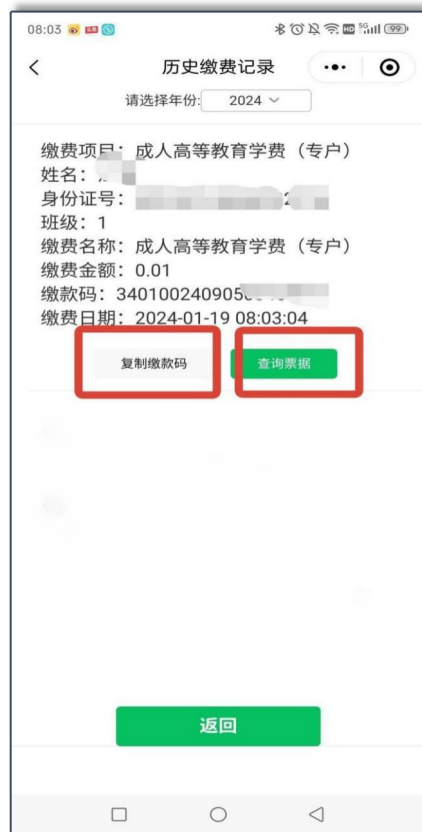 08:03
HD 5G 99
历史缴费记录
请选择年份: 2024
缴费项目：成人高等教育学费（专户）
姓名：
身份证号：
班级：1
缴费名称：成人高等教育学费（专户）
缴费金额：0.01
缴款码：340100240905
缴费日期：2024-01-19 08:03:04
复制缴款码 查询票据
返回